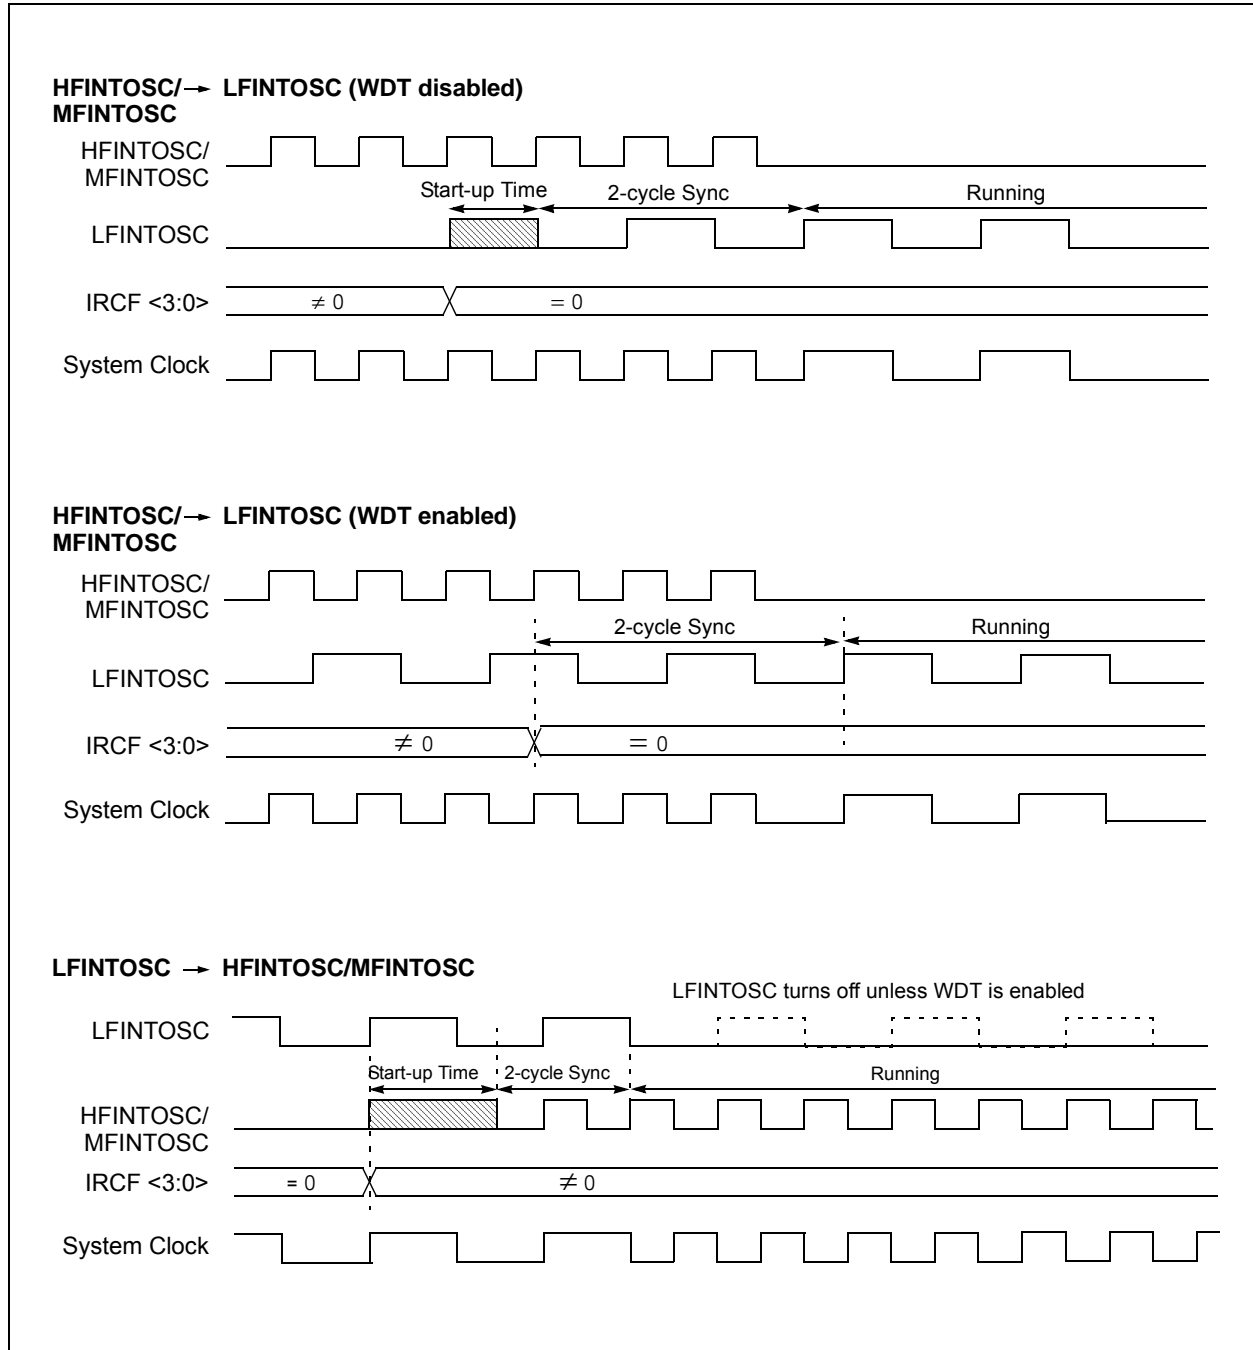 HFINTOSC/→ LFINTOSC (WDT disabled)
MFINTOSC
HFINTOSC/
MFINTOSC
Start-up Time 2-cycle Sync Running
LFINTOSC
IRCF <3:0> ≠ 0 = 0
System Clock
HFINTOSC/→ LFINTOSC (WDT enabled)
MFINTOSC
HFINTOSC/
MFINTOSC
2-cycle Sync Running
LFINTOSC
IRCF <3:0> ≠ 0 = 0
System Clock
LFINTOSC → HFINTOSC/MFINTOSC
LFINTOSC turns off unless WDT is enabled
LFINTOSC
Start-up Time 2-cycle Sync Running
HFINTOSC/
MFINTOSC
IRCF <3:0> = 0 ≠ 0
System Clock